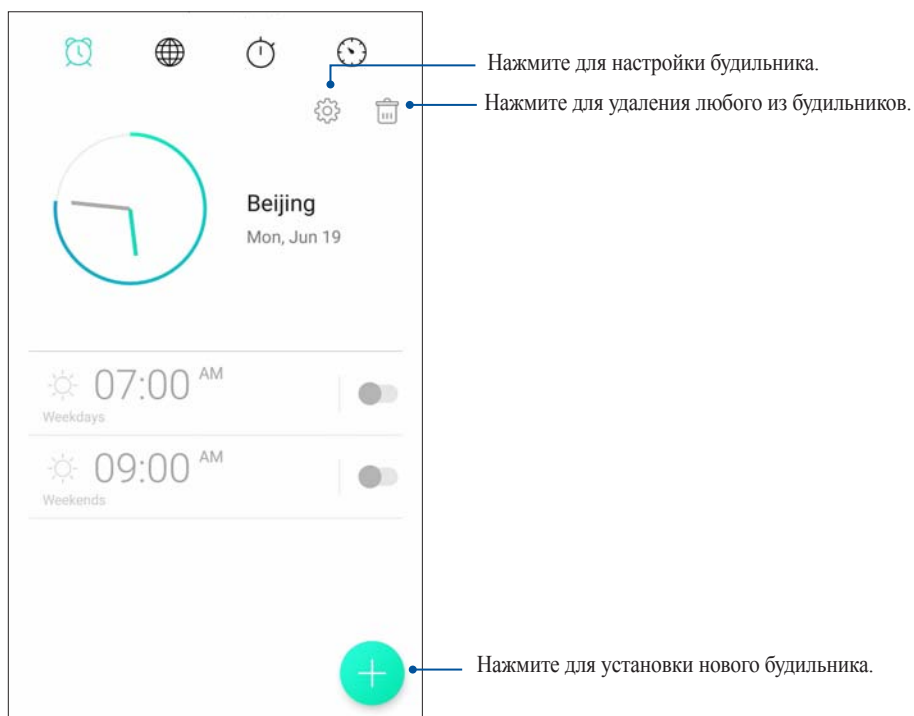 Нажмите для настройки будильника.
Нажмите для удаления любого из будильников.
Beijing
Mon, Jun 19
07:00 AM
Weekdays
09:00 AM
Weekends
Нажмите для установки нового будильника.